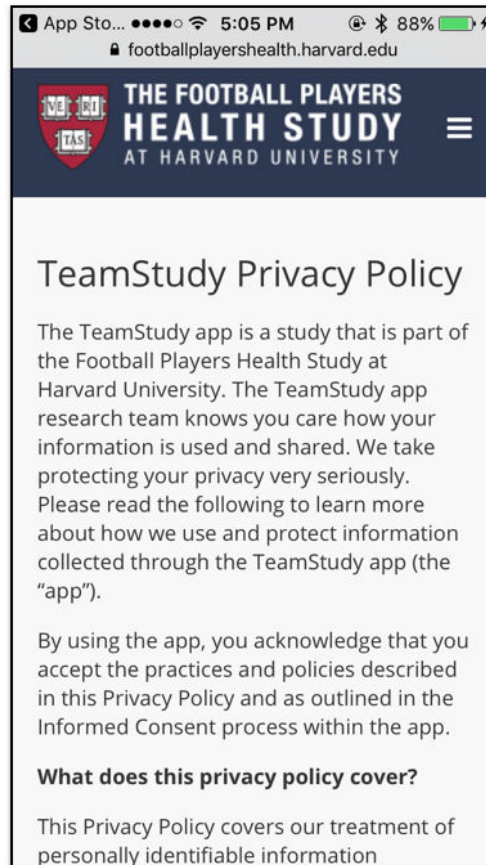 App Sto... 5:05 PM 88%
footballplayershealth.harvard.edu
VE RI
TAS
THE FOOTBALL PLAYERS
HEALTH STUDY
AT HARVARD UNIVERSITY
TeamStudy Privacy Policy
The TeamStudy app is a study that is part of
the Football Players Health Study at
Harvard University. The TeamStudy app
research team knows you care how your
information is used and shared. We take
protecting your privacy very seriously.
Please read the following to learn more
about how we use and protect information
collected through the TeamStudy app (the
“app”).
By using the app, you acknowledge that you
accept the practices and policies described
in this Privacy Policy and as outlined in the
Informed Consent process within the app.
What does this privacy policy cover?
This Privacy Policy covers our treatment of
personally identifiable information